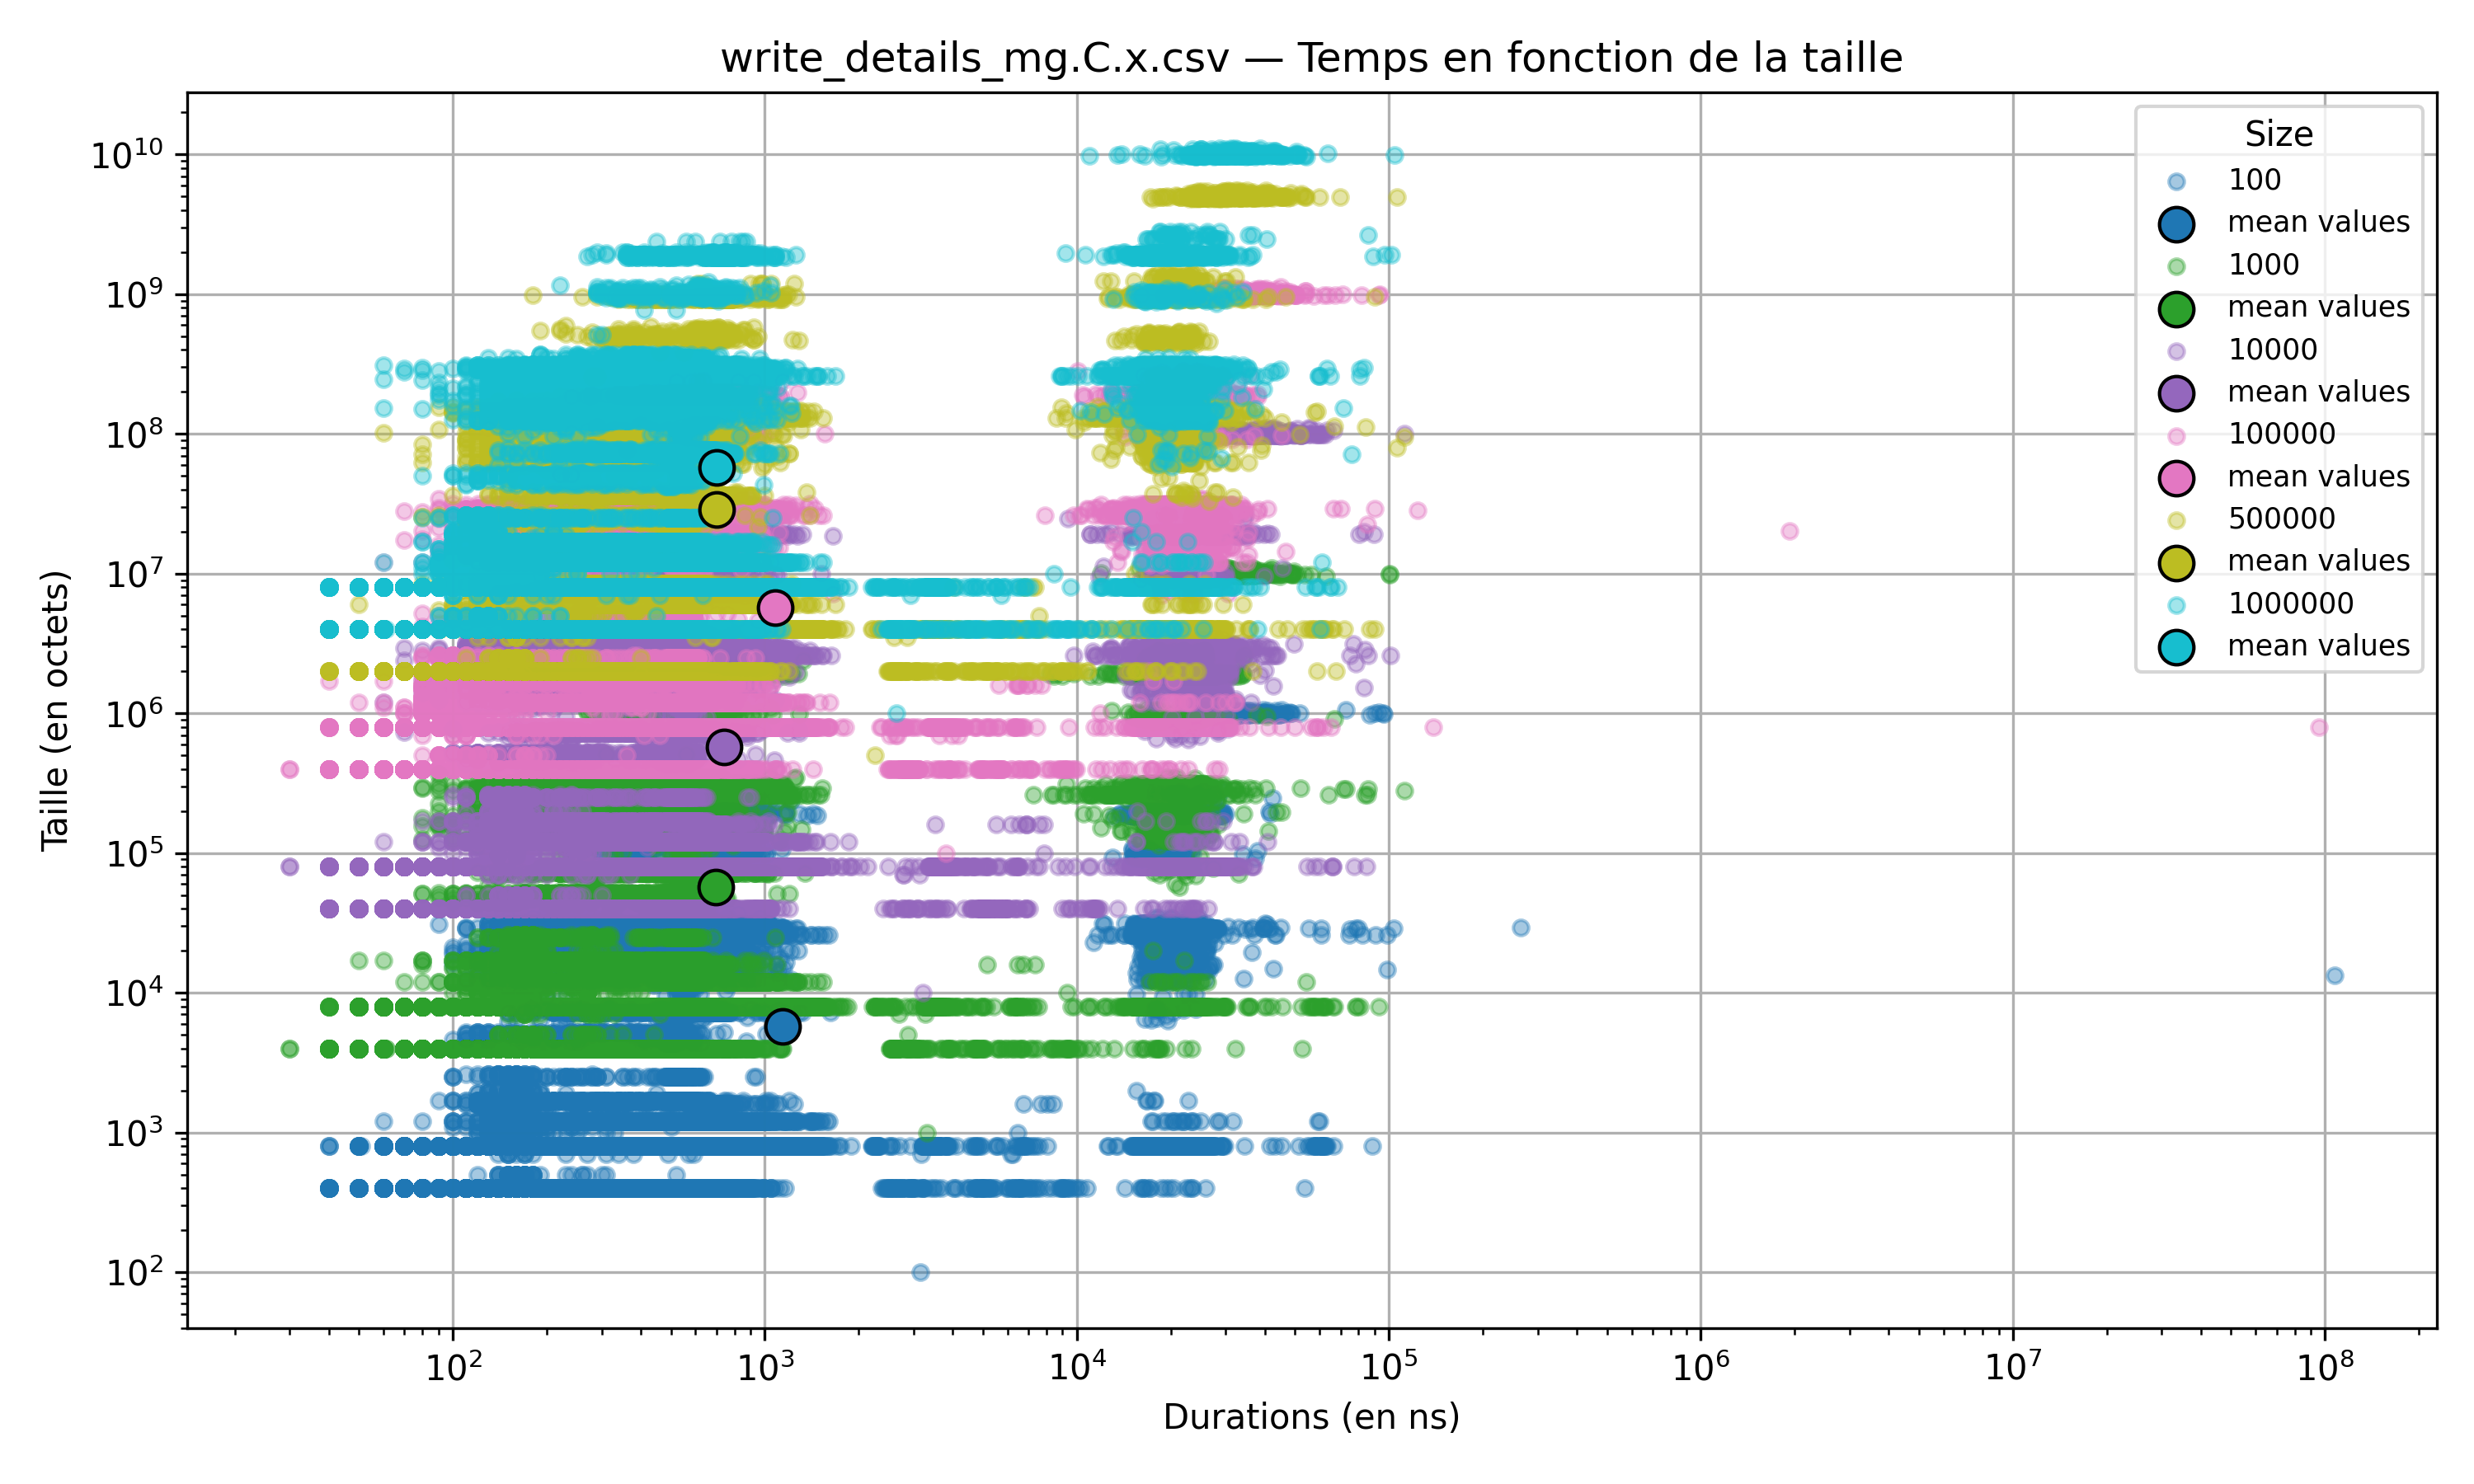 write_details_mg.C.x.csv — Temps en fonction de la taille
Taille (en octets)
10^10
10^9
10^8
10^7
10^6
10^5
10^4
10^3
10^2
Size
100
mean values
1000
mean values
10000
mean values
100000
mean values
500000
mean values
1000000
mean values
10^2 10^3 10^4 10^5 10^6 10^7 10^8
Durations (en ns)